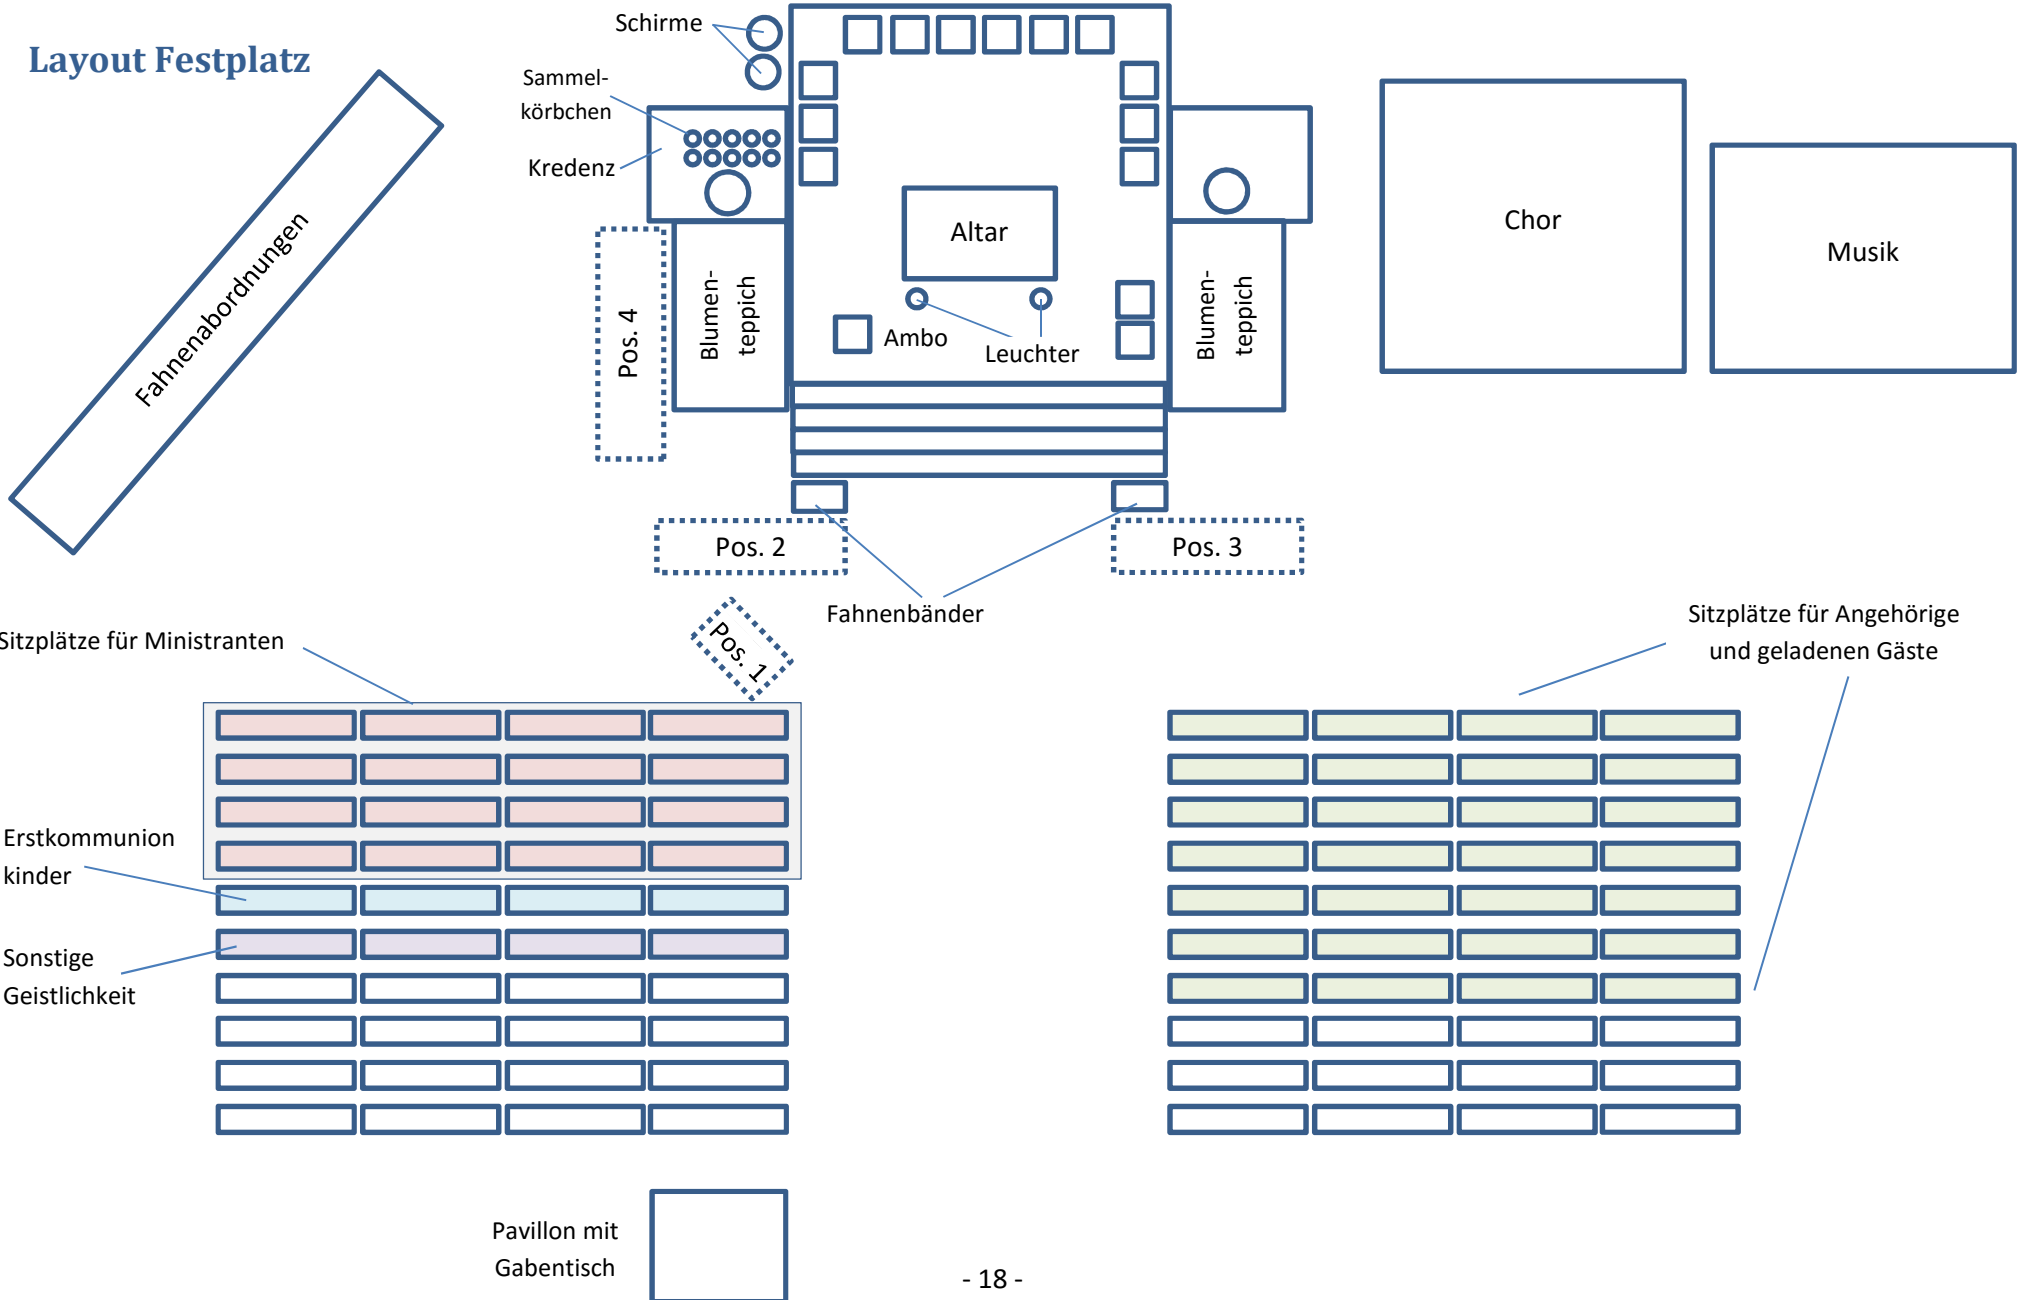 Layout Festplatz
Schirme
Sammel-
körbchen
Kredenz
Fahnenabordnungen
Altar
Chor
Musik
Blumen-
teppich
Pos. 4
Ambo
Leuchter
Blumen-
teppich
Pos. 2
Pos. 3
Fahnenbänder
Pos. 1
Sitzplätze für Ministranten
Sitzplätze für Angehörige
und geladenen Gäste
Erstkommunion
kinder
Sonstige
Geistlichkeit
Pavillon mit
Gabentisch
- 18 -